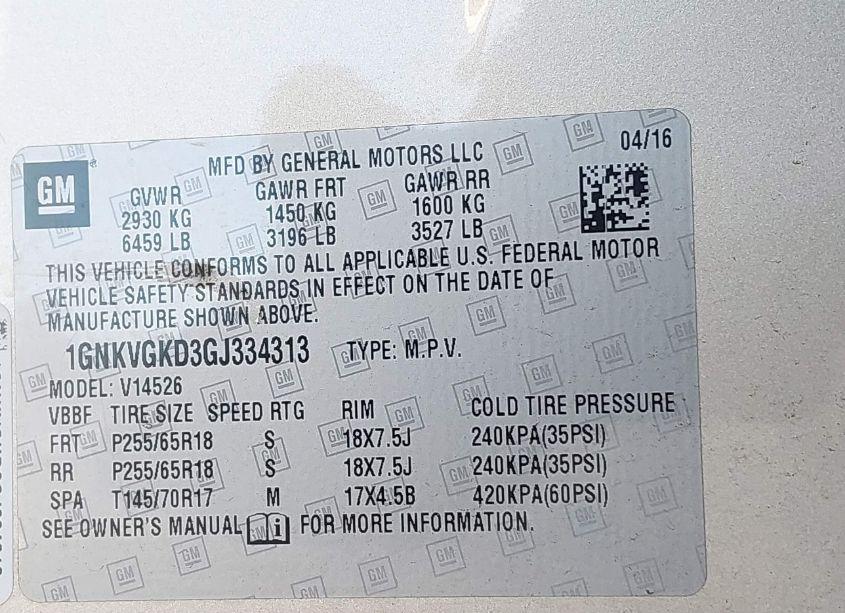 04/16
MFD BY GENERAL MOTORS LLC
GM
GVWR GAWR FRT GAWR RR
2930 KG 1450 KG 1600 KG
6459 LB 3196 LB 3527 LB
THIS VEHICLE CONFORMS TO ALL APPLICABLE U.S. FEDERAL MOTOR
VEHICLE SAFETY STANDARDS IN EFFECT ON THE DATE OF
MANUFACTURE SHOWN ABOVE.
1GNKVGKD3GJ334313 TYPE: M.P.V.
MODEL: V14526
VBBF TIRE SIZE SPEED RTG RIM COLD TIRE PRESSURE
FRT P255/65R18 S 18X7.5J 240KPA(35PSI)
RR P255/65R18 S 18X7.5J 240KPA(35PSI)
SPA T145/70R17 M 17X4.5B 420KPA(60PSI)
SEE OWNER'S MANUAL FOR MORE INFORMATION.